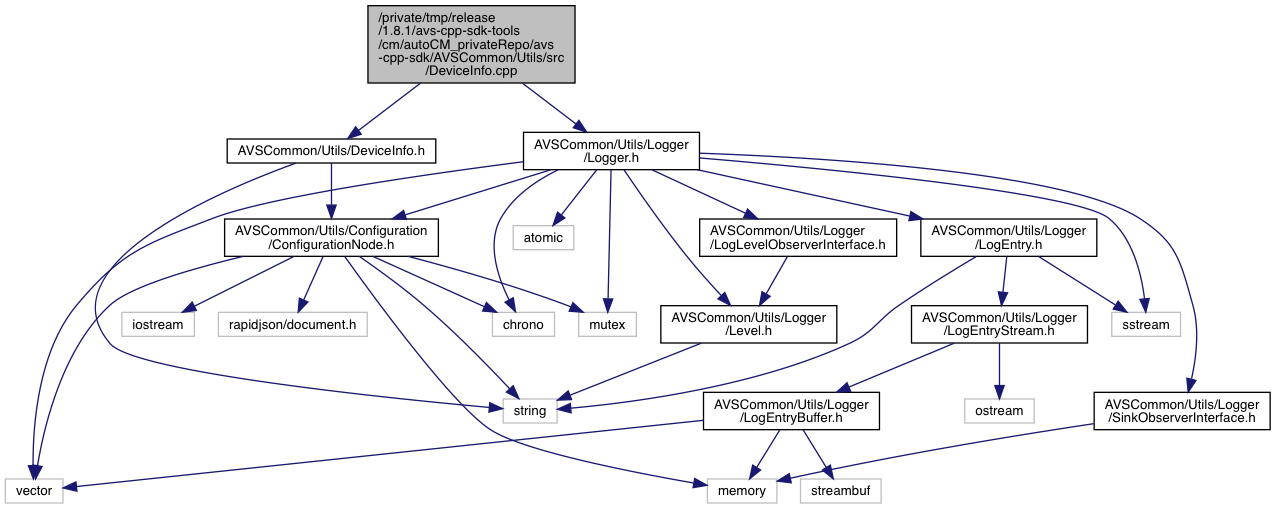 /private/tmp/release
/1.8.1/avs-cpp-sdk-tools
/cm/autoCM_privateRepo/avs
-cpp-sdk/AVSCommon/Utils/src
/DeviceInfo.cpp
AVSCommon/Utils/DeviceInfo.h
AVSCommon/Utils/Logger
/Logger.h
AVSCommon/Utils/Configuration
/ConfigurationNode.h
atomic
AVSCommon/Utils/Logger
/LogLevelObserverInterface.h
AVSCommon/Utils/Logger
/LogEntry.h
iostream
rapidjson/document.h
chrono
mutex
AVSCommon/Utils/Logger
/Level.h
AVSCommon/Utils/Logger
/LogEntryStream.h
sstream
string
AVSCommon/Utils/Logger
/LogEntryBuffer.h
ostream
AVSCommon/Utils/Logger
/SinkObserverInterface.h
vector
memory
streambuf